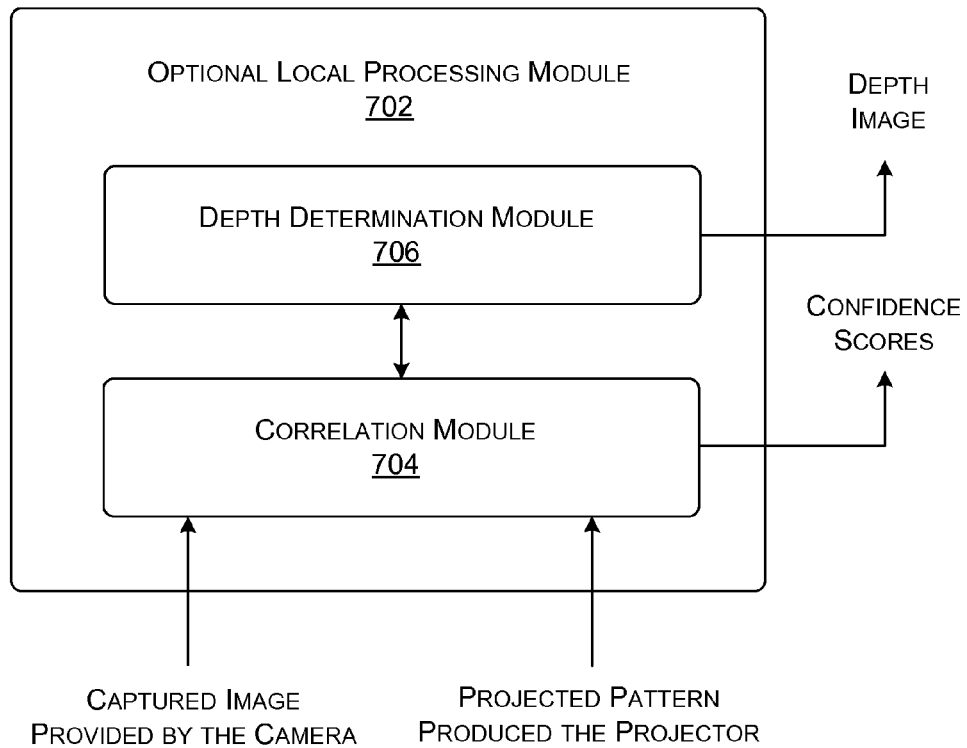 OPTIONAL LOCAL PROCESSING MODULE
702
DEPTH
IMAGE
DEPTH DETERMINATION MODULE
706
CONFIDENCE
SCORES
CORRELATION MODULE
704
CAPTURED IMAGE
PROVIDED BY THE CAMERA
PROJECTED PATTERN
PRODUCED THE PROJECTOR